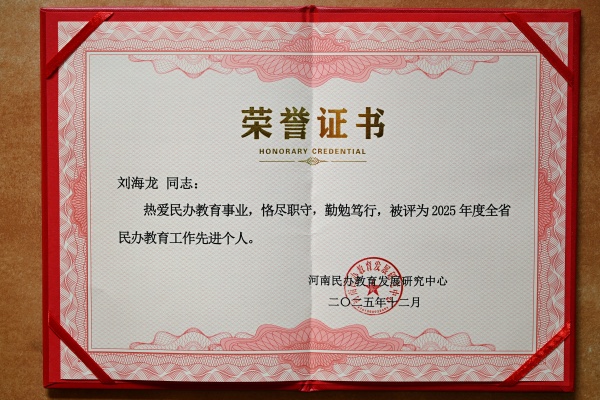 荣誉证书
HONORARY CREDENTIAL
刘海龙 同志：
热爱民办教育事业，恪尽职守，勤勉笃行，被评为2025年度全省
民办教育工作先进个人。
河南民办教育发展研究中心
二〇二五年十二月